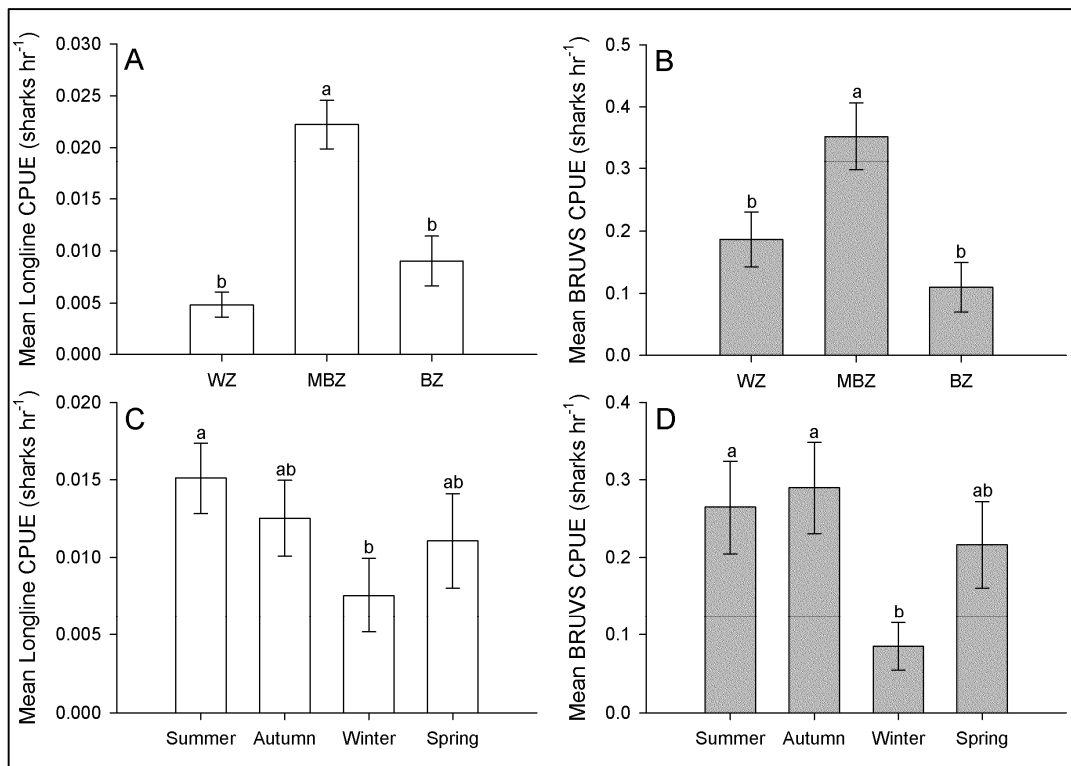 A
Mean Longline CPUE (sharks hr⁻¹)
0.030
0.025
0.020
0.015
0.010
0.005
0.000
b
a
b
WZ
MBZ
BZ
B
Mean BRUVS CPUE (sharks hr⁻¹)
0.5
0.4
0.3
0.2
0.1
0.0
b
a
b
WZ
MBZ
BZ
C
Mean Longline CPUE (sharks hr⁻¹)
0.020
0.015
0.010
0.005
0.000
a
ab
b
ab
Summer
Autumn
Winter
Spring
D
Mean BRUVS CPUE (sharks hr⁻¹)
0.4
0.3
0.2
0.1
0.0
a
a
b
ab
Summer
Autumn
Winter
Spring